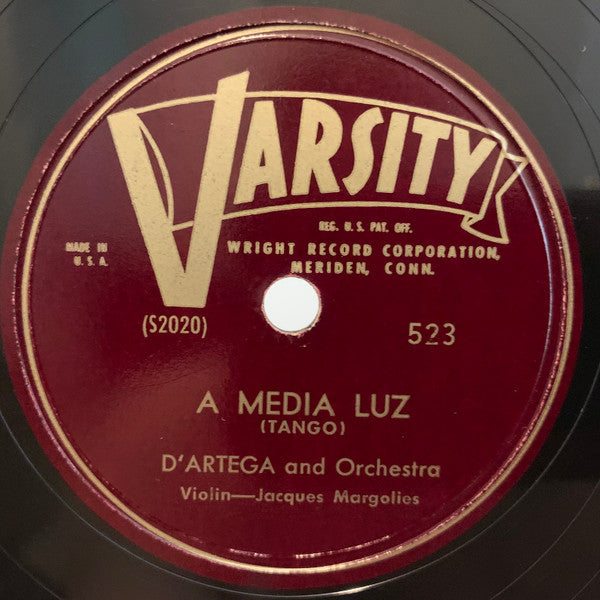 VARSITY
REG. U.S. PAT. OFF.
MADE IN
U.S.A.
WRIGHT RECORD CORPORATION,
MERIDEN, CONN.
(S2020)
523
A MEDIA LUZ
(TANGO)
D'ARTEGA and Orchestra
Violin—Jacques Margolies